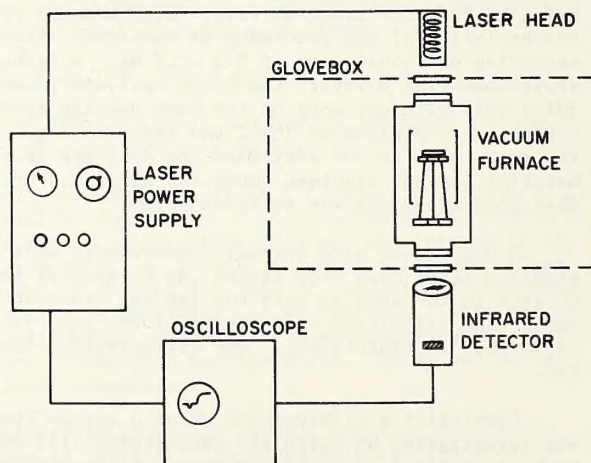 LASER HEAD
GLOVEBOX
VACUUM
FURNACE
LASER
POWER
SUPPLY
OSCILLOSCOPE
INFRARED
DETECTOR